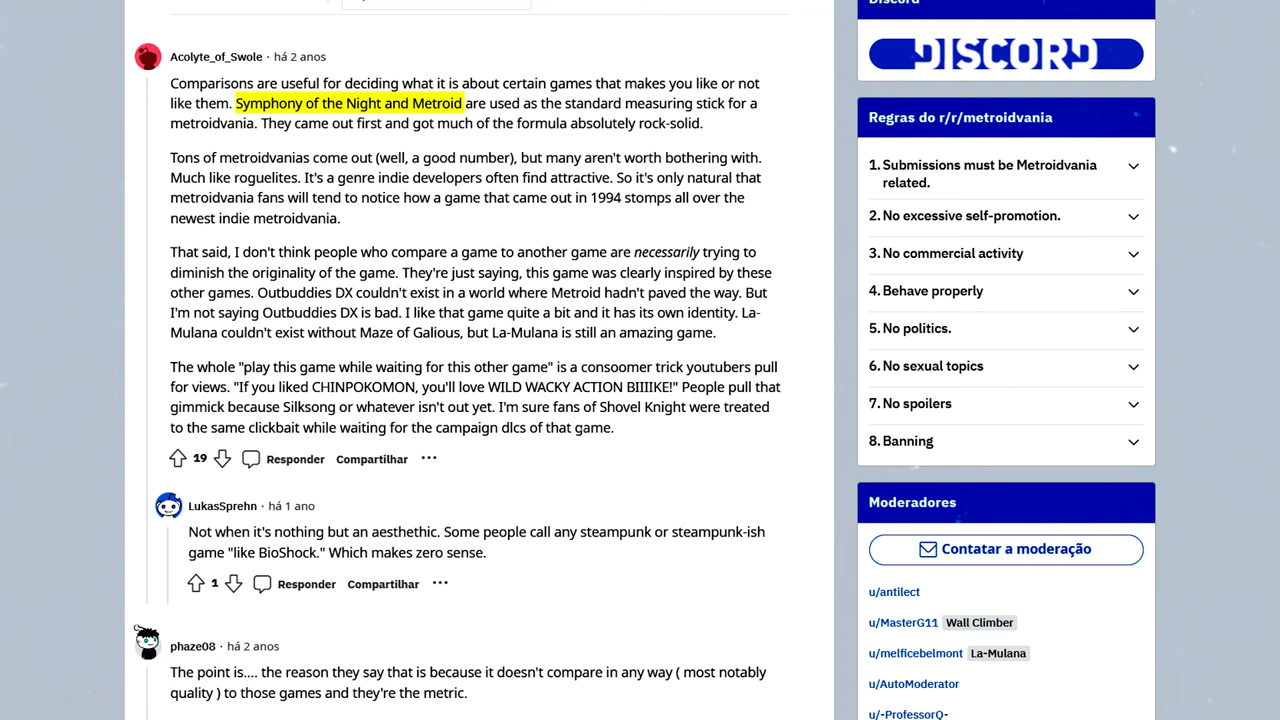 Discord
DISCORD
Acolyte_of_Swole · há 2 anos
Comparisons are useful for deciding what it is about certain games that makes you like or not
like them. Symphony of the Night and Metroid are used as the standard measuring stick for a
metroidvania. They came out first and got much of the formula absolutely rock-solid.
Tons of metroidvanias come out (well, a good number), but many aren't worth bothering with.
Much like roguelites. It's a genre indie developers often find attractive. So it's only natural that
metroidvania fans will tend to notice how a game that came out in 1994 stomps all over the
newest indie metroidvania.
That said, I don't think people who compare a game to another game are necessarily trying to
diminish the originality of the game. They're just saying, this game was clearly inspired by these
other games. Outbuddies DX couldn't exist in a world where Metroid hadn't paved the way. But
I'm not saying Outbuddies DX is bad. I like that game quite a bit and it has its own identity. La-
Mulana couldn't exist without Maze of Galious, but La-Mulana is still an amazing game.
The whole "play this game while waiting for this other game" is a consoomer trick youtubers pull
for views. "If you liked CHINPOKOMON, you'll love WILD WACKY ACTION BIIIIKE!" People pull that
gimmick because Silksong or whatever isn't out yet. I'm sure fans of Shovel Knight were treated
to the same clickbait while waiting for the campaign dlcs of that game.
19 Responder Compartilhar ···
LukasSprehn · há 1 ano
Not when it's nothing but an aesthethic. Some people call any steampunk or steampunk-ish
game "like BioShock." Which makes zero sense.
1 Responder Compartilhar ···
phaze08 · há 2 anos
The point is.... the reason they say that is because it doesn't compare in any way ( most notably
quality ) to those games and they're the metric.
Regras do r/r/metroidvania
1. Submissions must be Metroidvania
related.
2. No excessive self-promotion.
3. No commercial activity
4. Behave properly
5. No politics.
6. No sexual topics
7. No spoilers
8. Banning
Moderadores
Contatar a moderação
u/antilect
u/MasterG11 Wall Climber
u/melficebelmont La-Mulana
u/AutoModerator
u/-ProfessorQ-